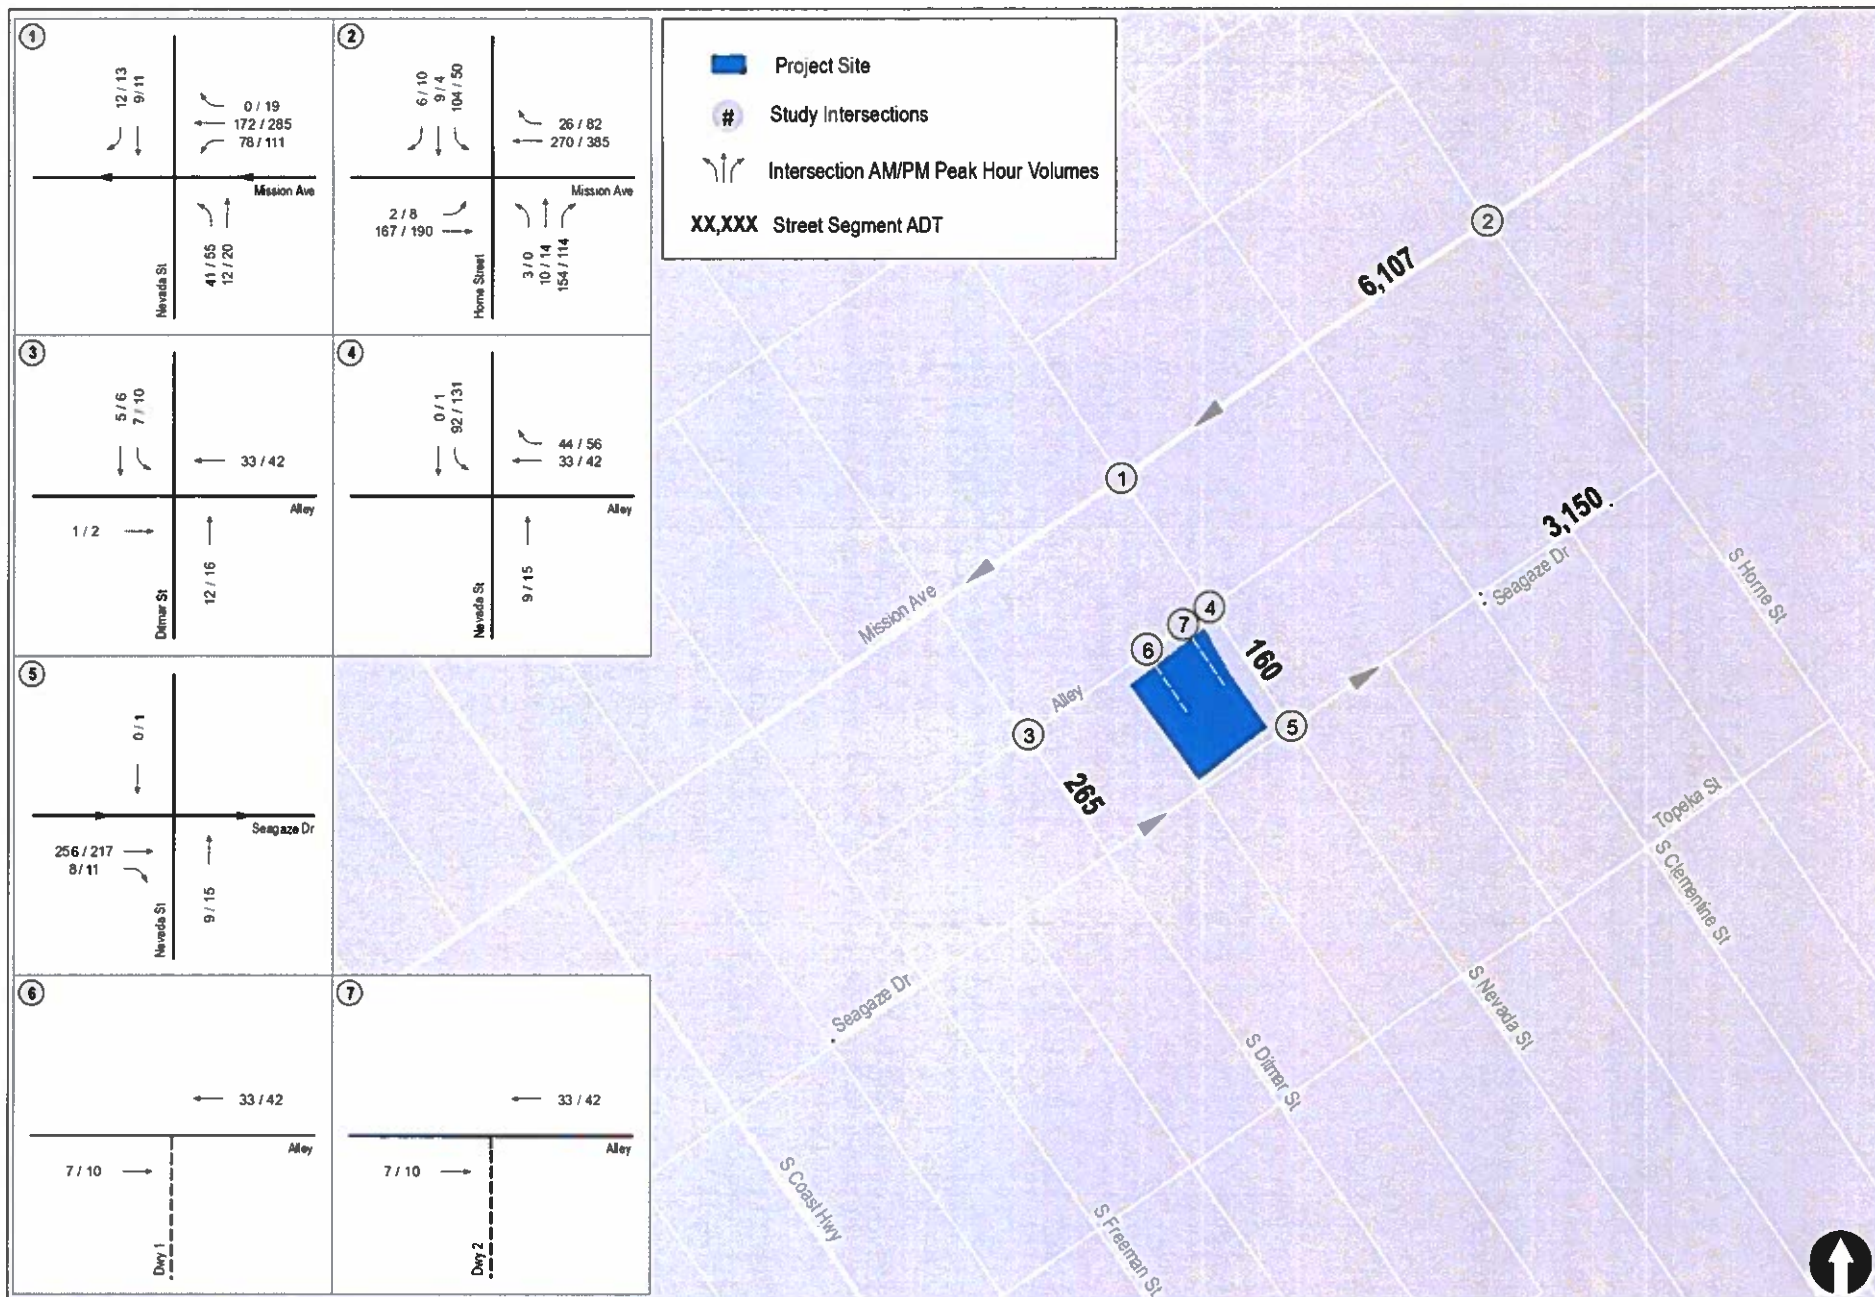 1
12 / 13
9 / 11
0 / 19
172 / 285
78 / 111
Mission Ave
41 / 55
12 / 20
Nevada St
2
6 / 10
9 / 4
104 / 50
26 / 82
270 / 385
Mission Ave
2 / 8
167 / 190
3 / 0
10 / 14
154 / 114
Horne Street
3
5 / 6
7 / 10
33 / 42
Alley
1 / 2
12 / 16
Ditmar St
4
0 / 1
92 / 131
44 / 56
33 / 42
Alley
9 / 15
Nevada St
5
0 / 1
Seagaze Dr
256 / 217
8 / 11
9 / 15
Nevada St
6
33 / 42
Alley
7 / 10
Dwy 1
7
33 / 42
Alley
7 / 10
Dwy 2
Project Site
# Study Intersections
Intersection AM/PM Peak Hour Volumes
XX,XXX Street Segment ADT
2
6,107
1
3,150
Seagaze Dr
S Horne St
Mission Ave
4
7
6
160
Alley
3
5
265
Topeka St
S Clementine St
Seagaze Dr
S Nevada St
S Ditmar St
S Coast Hwy
S Freeman St